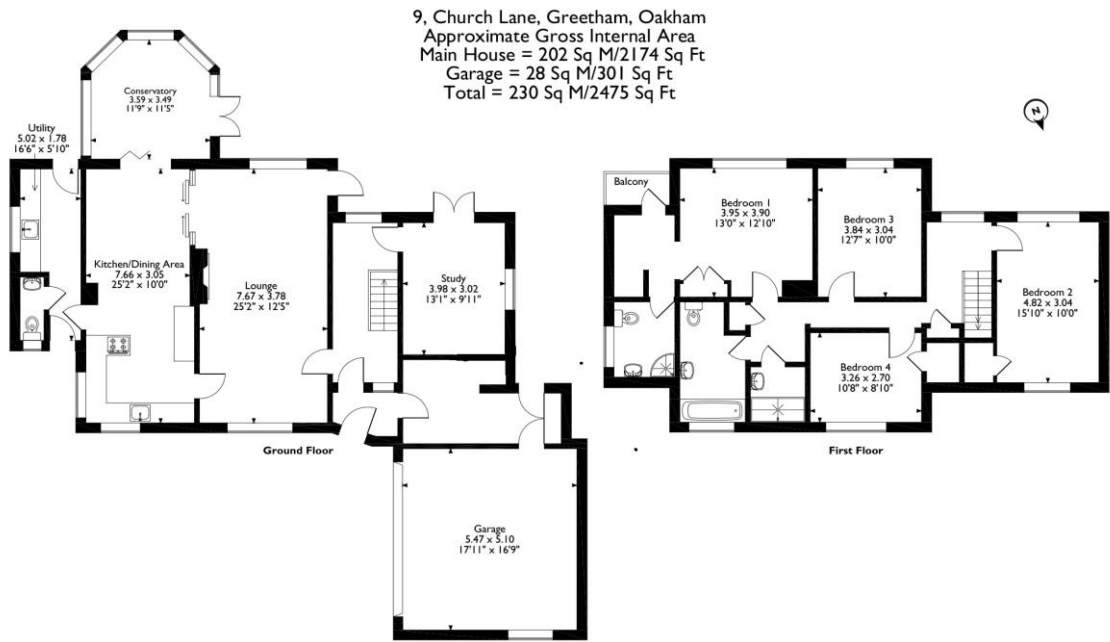 9, Church Lane, Greetham, Oakham
Approximate Gross Internal Area
Main House = 202 Sq M/2174 Sq Ft
Garage = 28 Sq M/301 Sq Ft
Total = 230 Sq M/2475 Sq Ft
N
Conservatory
3.59 x 3.49
11'9" x 11'5"
Utility
5.02 x 1.78
16'6" x 5'10"
Kitchen/Dining Area
7.66 x 3.05
25'2" x 10'0"
Lounge
7.67 x 3.78
25'2" x 12'5"
Study
3.98 x 3.02
13'1" x 9'11"
Garage
5.47 x 5.10
17'11" x 16'9"
Ground Floor
Balcony
Bedroom 1
3.95 x 3.90
13'0" x 12'10"
Bedroom 3
3.84 x 3.04
12'7" x 10'0"
Bedroom 2
4.82 x 3.04
15'10" x 10'0"
Bedroom 4
3.26 x 2.70
10'8" x 8'10"
First Floor